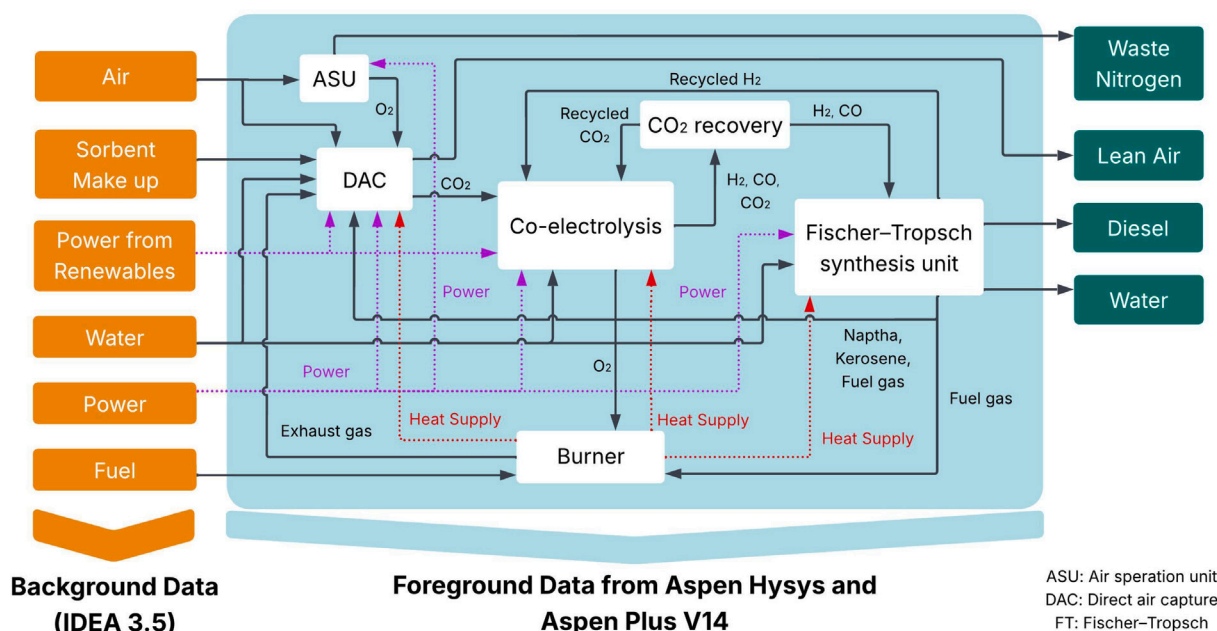 Air
Sorbent
Make up
Power from
Renewables
Water
Power
Fuel
ASU
O₂
DAC
CO₂
Recycled H₂
Recycled
CO₂
CO₂ recovery
H₂, CO
H₂, CO,
CO₂
Co-electrolysis
Fischer–Tropsch
synthesis unit
Power
Power
Power
O₂
Naptha,
Kerosene,
Fuel gas
Fuel gas
Exhaust gas
Heat Supply
Heat Supply
Heat Supply
Burner
Waste
Nitrogen
Lean Air
Diesel
Water
Background Data
(IDEA 3.5)
Foreground Data from Aspen Hysys and
Aspen Plus V14
ASU: Air speration unit
DAC: Direct air capture
FT: Fischer–Tropsch